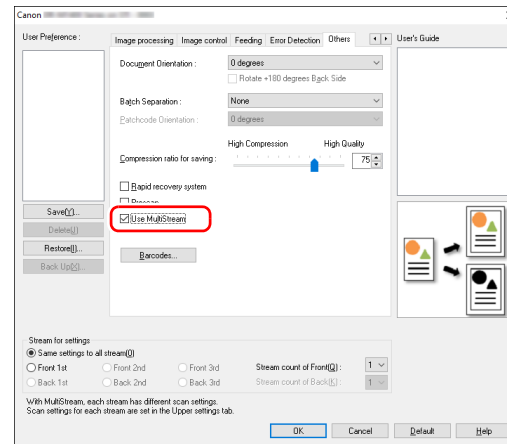 Canon
User Preference :
Image processing Image control Feeding Error Detection Others
User's Guide
Document Orientation :
0 degrees
Rotate +180 degrees Back Side
Batch Separation :
None
Patchcode Orientation :
0 degrees
High Compression High Quality
Compression ratio for saving :
75
Rapid recovery system
Prescan
Use MultiStream
Save(Y)...
Delete(J)
Restore(I)...
Back Up(X)...
Barcodes...
Stream for settings
Same settings to all stream(0)
Front 1st Front 2nd Front 3rd Stream count of Front(Q) : 1
Back 1st Back 2nd Back 3rd Stream count of Back(K) : 1
With MultiStream, each stream has different scan settings.
Scan settings for each stream are set in the Upper settings tab.
OK Cancel Default Help